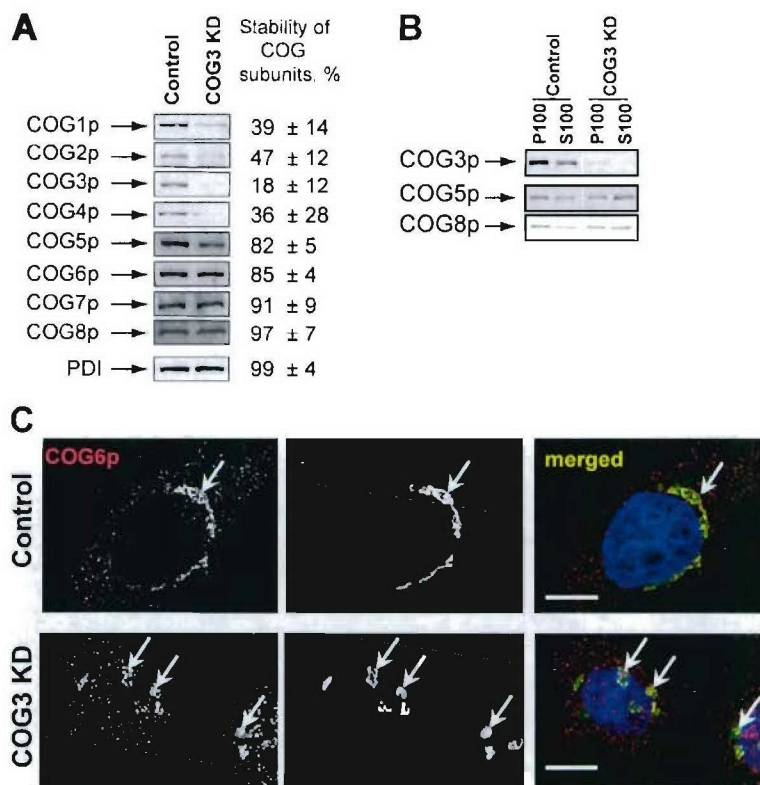 A
Control
COG3 KD
Stability of
COG
subunits, %
COG1p 39 ± 14
COG2p 47 ± 12
COG3p 18 ± 12
COG4p 36 ± 28
COG5p 82 ± 5
COG6p 85 ± 4
COG7p 91 ± 9
COG8p 97 ± 7
PDI 99 ± 4
B
Control
COG3 KD
P100
S100
P100
S100
COG3p
COG5p
COG8p
C
Control
COG6p
merged
COG3 KD